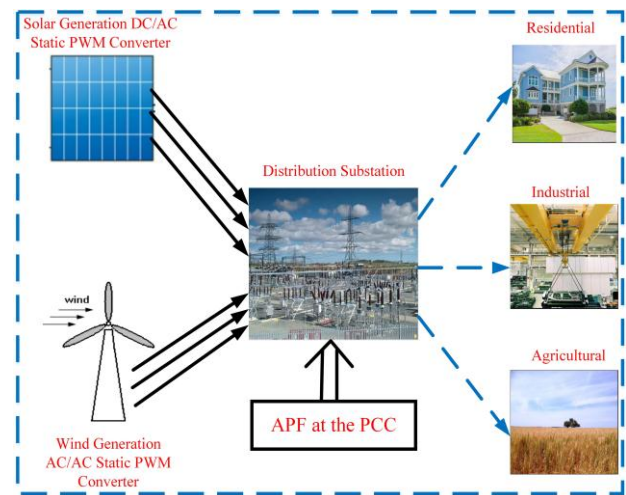 Solar Generation DC/AC
Static PWM Converter
Residential
Distribution Substation
Industrial
wind
Agricultural
APF at the PCC
Wind Generation
AC/AC Static PWM
Converter